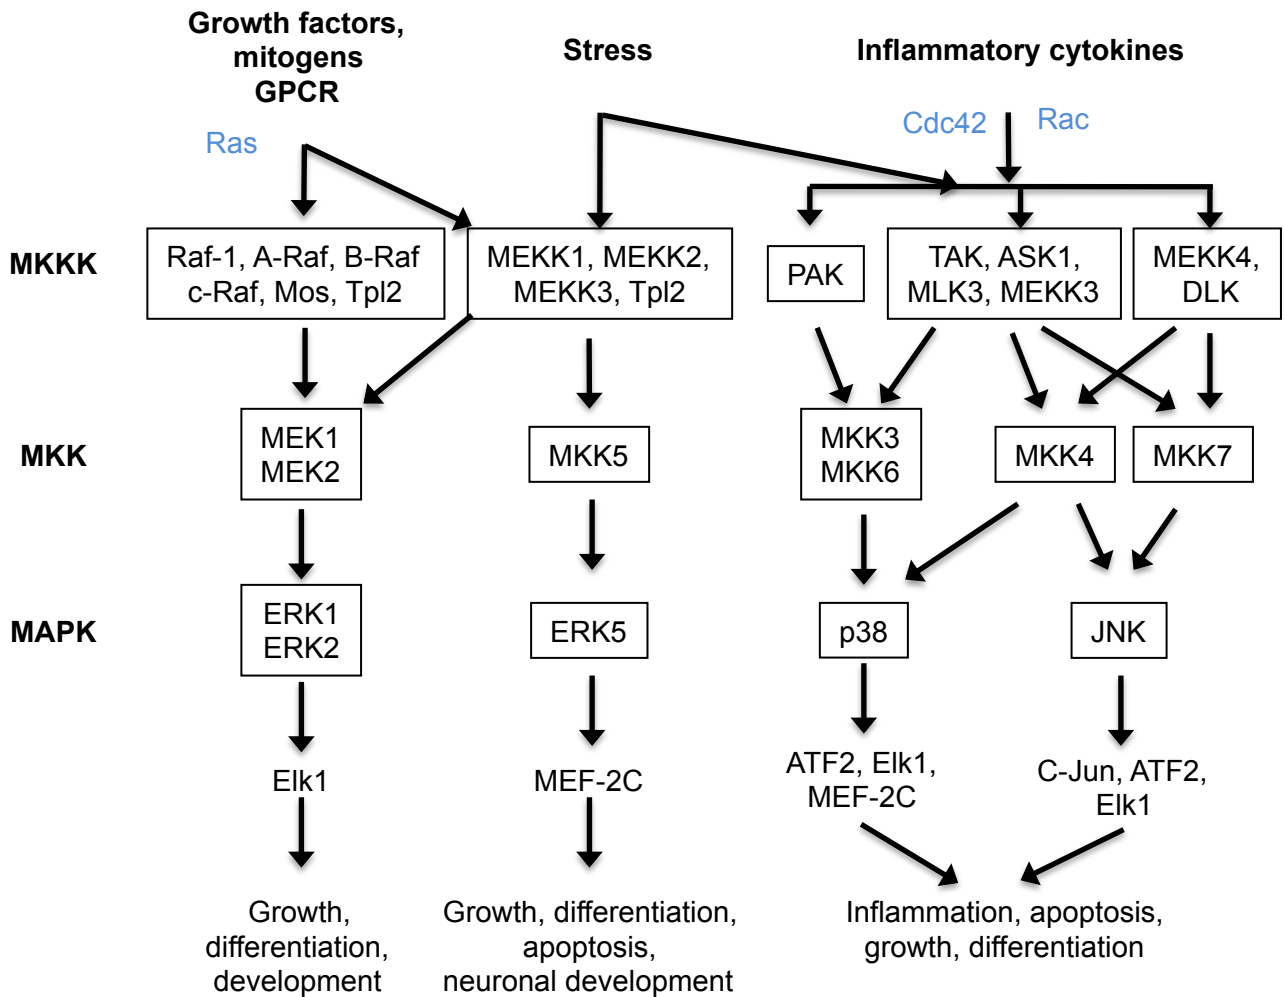 Growth factors,
mitogens
GPCR
Stress
Inflammatory cytokines
Ras
Cdc42
Rac
MKKK
Raf-1, A-Raf, B-Raf
c-Raf, Mos, Tpl2
MEKK1, MEKK2,
MEKK3, Tpl2
PAK
TAK, ASK1,
MLK3, MEKK3
MEKK4,
DLK
MKK
MEK1
MEK2
MKK5
MKK3
MKK6
MKK4
MKK7
MAPK
ERK1
ERK2
ERK5
p38
JNK
Elk1
MEF-2C
ATF2, Elk1,
MEF-2C
C-Jun, ATF2,
Elk1
Growth,
differentiation,
development
Growth, differentiation,
apoptosis,
neuronal development
Inflammation, apoptosis,
growth, differentiation